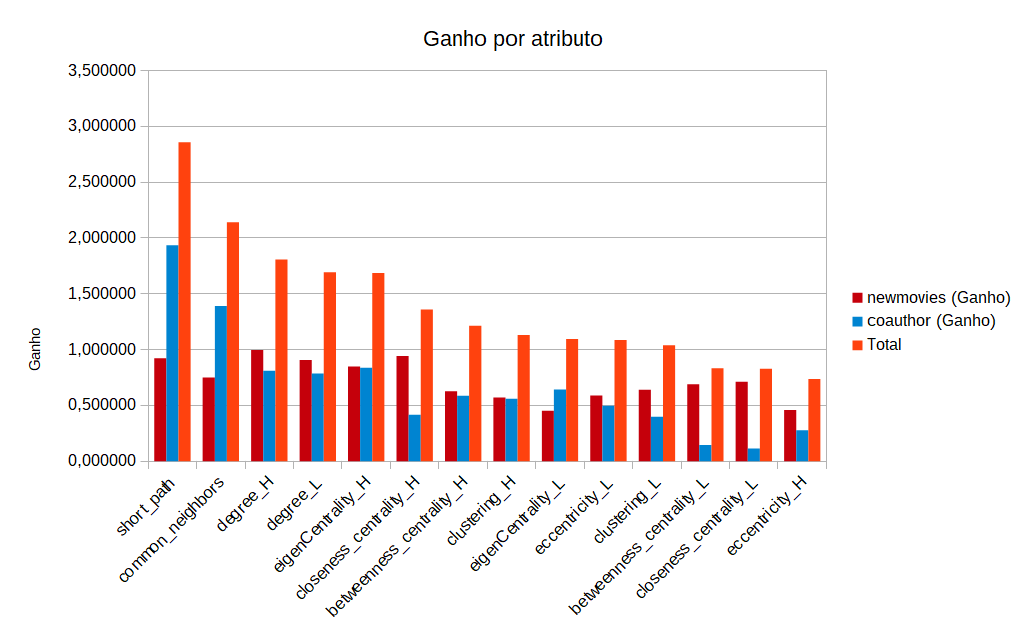 Ganho por atributo
3,500000
3,000000
2,500000
2,000000
1,500000
1,000000
0,500000
0,000000
Ganho
short_path
common_neighbors
degree_H
degree_L
eigenCentrality_H
closeness_centrality_H
betweenness_centrality_H
clustering_H
eigenCentrality_L
eccentricity_L
clustering_L
betweenness_centrality_L
closeness_centrality_L
eccentricity_H
newmovies (Ganho)
coauthor (Ganho)
Total